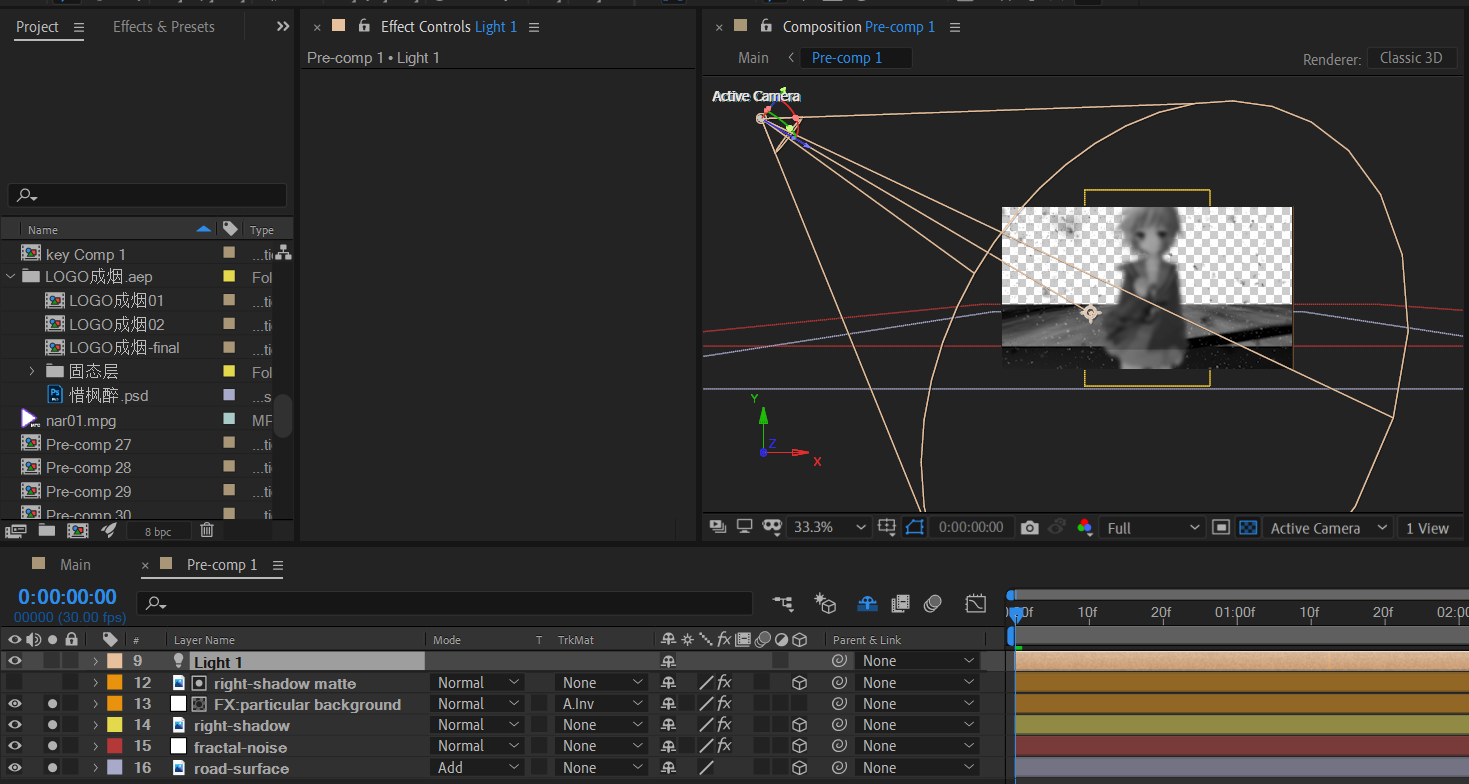 Project
Effects & Presets
Effect Controls Light 1
Composition Pre-comp 1
Pre-comp 1 • Light 1
Main
Pre-comp 1
Renderer:
Classic 3D
Active Camera
Name
Type
key Comp 1
...ti
LOGO成烟.aep
Fol
LOGO成烟01
...ti
LOGO成烟02
...ti
LOGO成烟-final
...ti
固态层
Fol
Ps
惜枫醉.psd
...s
nar01.mpg
MP
Pre-comp 27
...ti
Pre-comp 28
...ti
Pre-comp 29
...ti
Pre-comp 30
...ti
8 bpc
Y
Z
X
33.3%
0:00:00:00
Full
Active Camera
1 View
Main
Pre-comp 1
0:00:00:00
00000 (30.00 fps)
00f
10f
20f
01:00f
10f
20f
02:00
#
Layer Name
Mode
T
TrkMat
fx
Parent & Link
9
Light 1
None
12
right-shadow matte
Normal
None
fx
None
13
FX:particular background
Normal
A.Inv
fx
None
14
right-shadow
Normal
None
fx
None
15
fractal-noise
Normal
None
fx
None
16
road-surface
Add
None
None